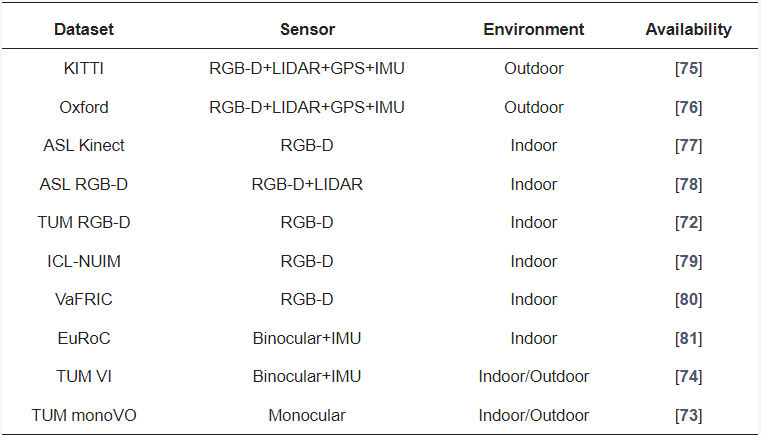 Dataset Sensor Environment Availability
KITTI RGB-D+LIDAR+GPS+IMU Outdoor [75]
Oxford RGB-D+LIDAR+GPS+IMU Outdoor [76]
ASL Kinect RGB-D Indoor [77]
ASL RGB-D RGB-D+LIDAR Indoor [78]
TUM RGB-D RGB-D Indoor [72]
ICL-NUIM RGB-D Indoor [79]
VaFRIC RGB-D Indoor [80]
EuRoC Binocular+IMU Indoor [81]
TUM VI Binocular+IMU Indoor/Outdoor [74]
TUM monoVO Monocular Indoor/Outdoor [73]